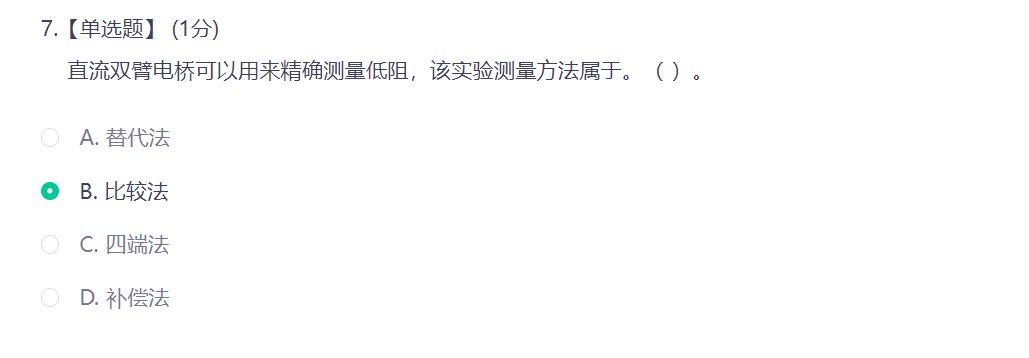 7.【单选题】 (1分)
直流双臂电桥可以用来精确测量低阻，该实验测量方法属于。（ ）。
A. 替代法
B. 比较法
C. 四端法
D. 补偿法